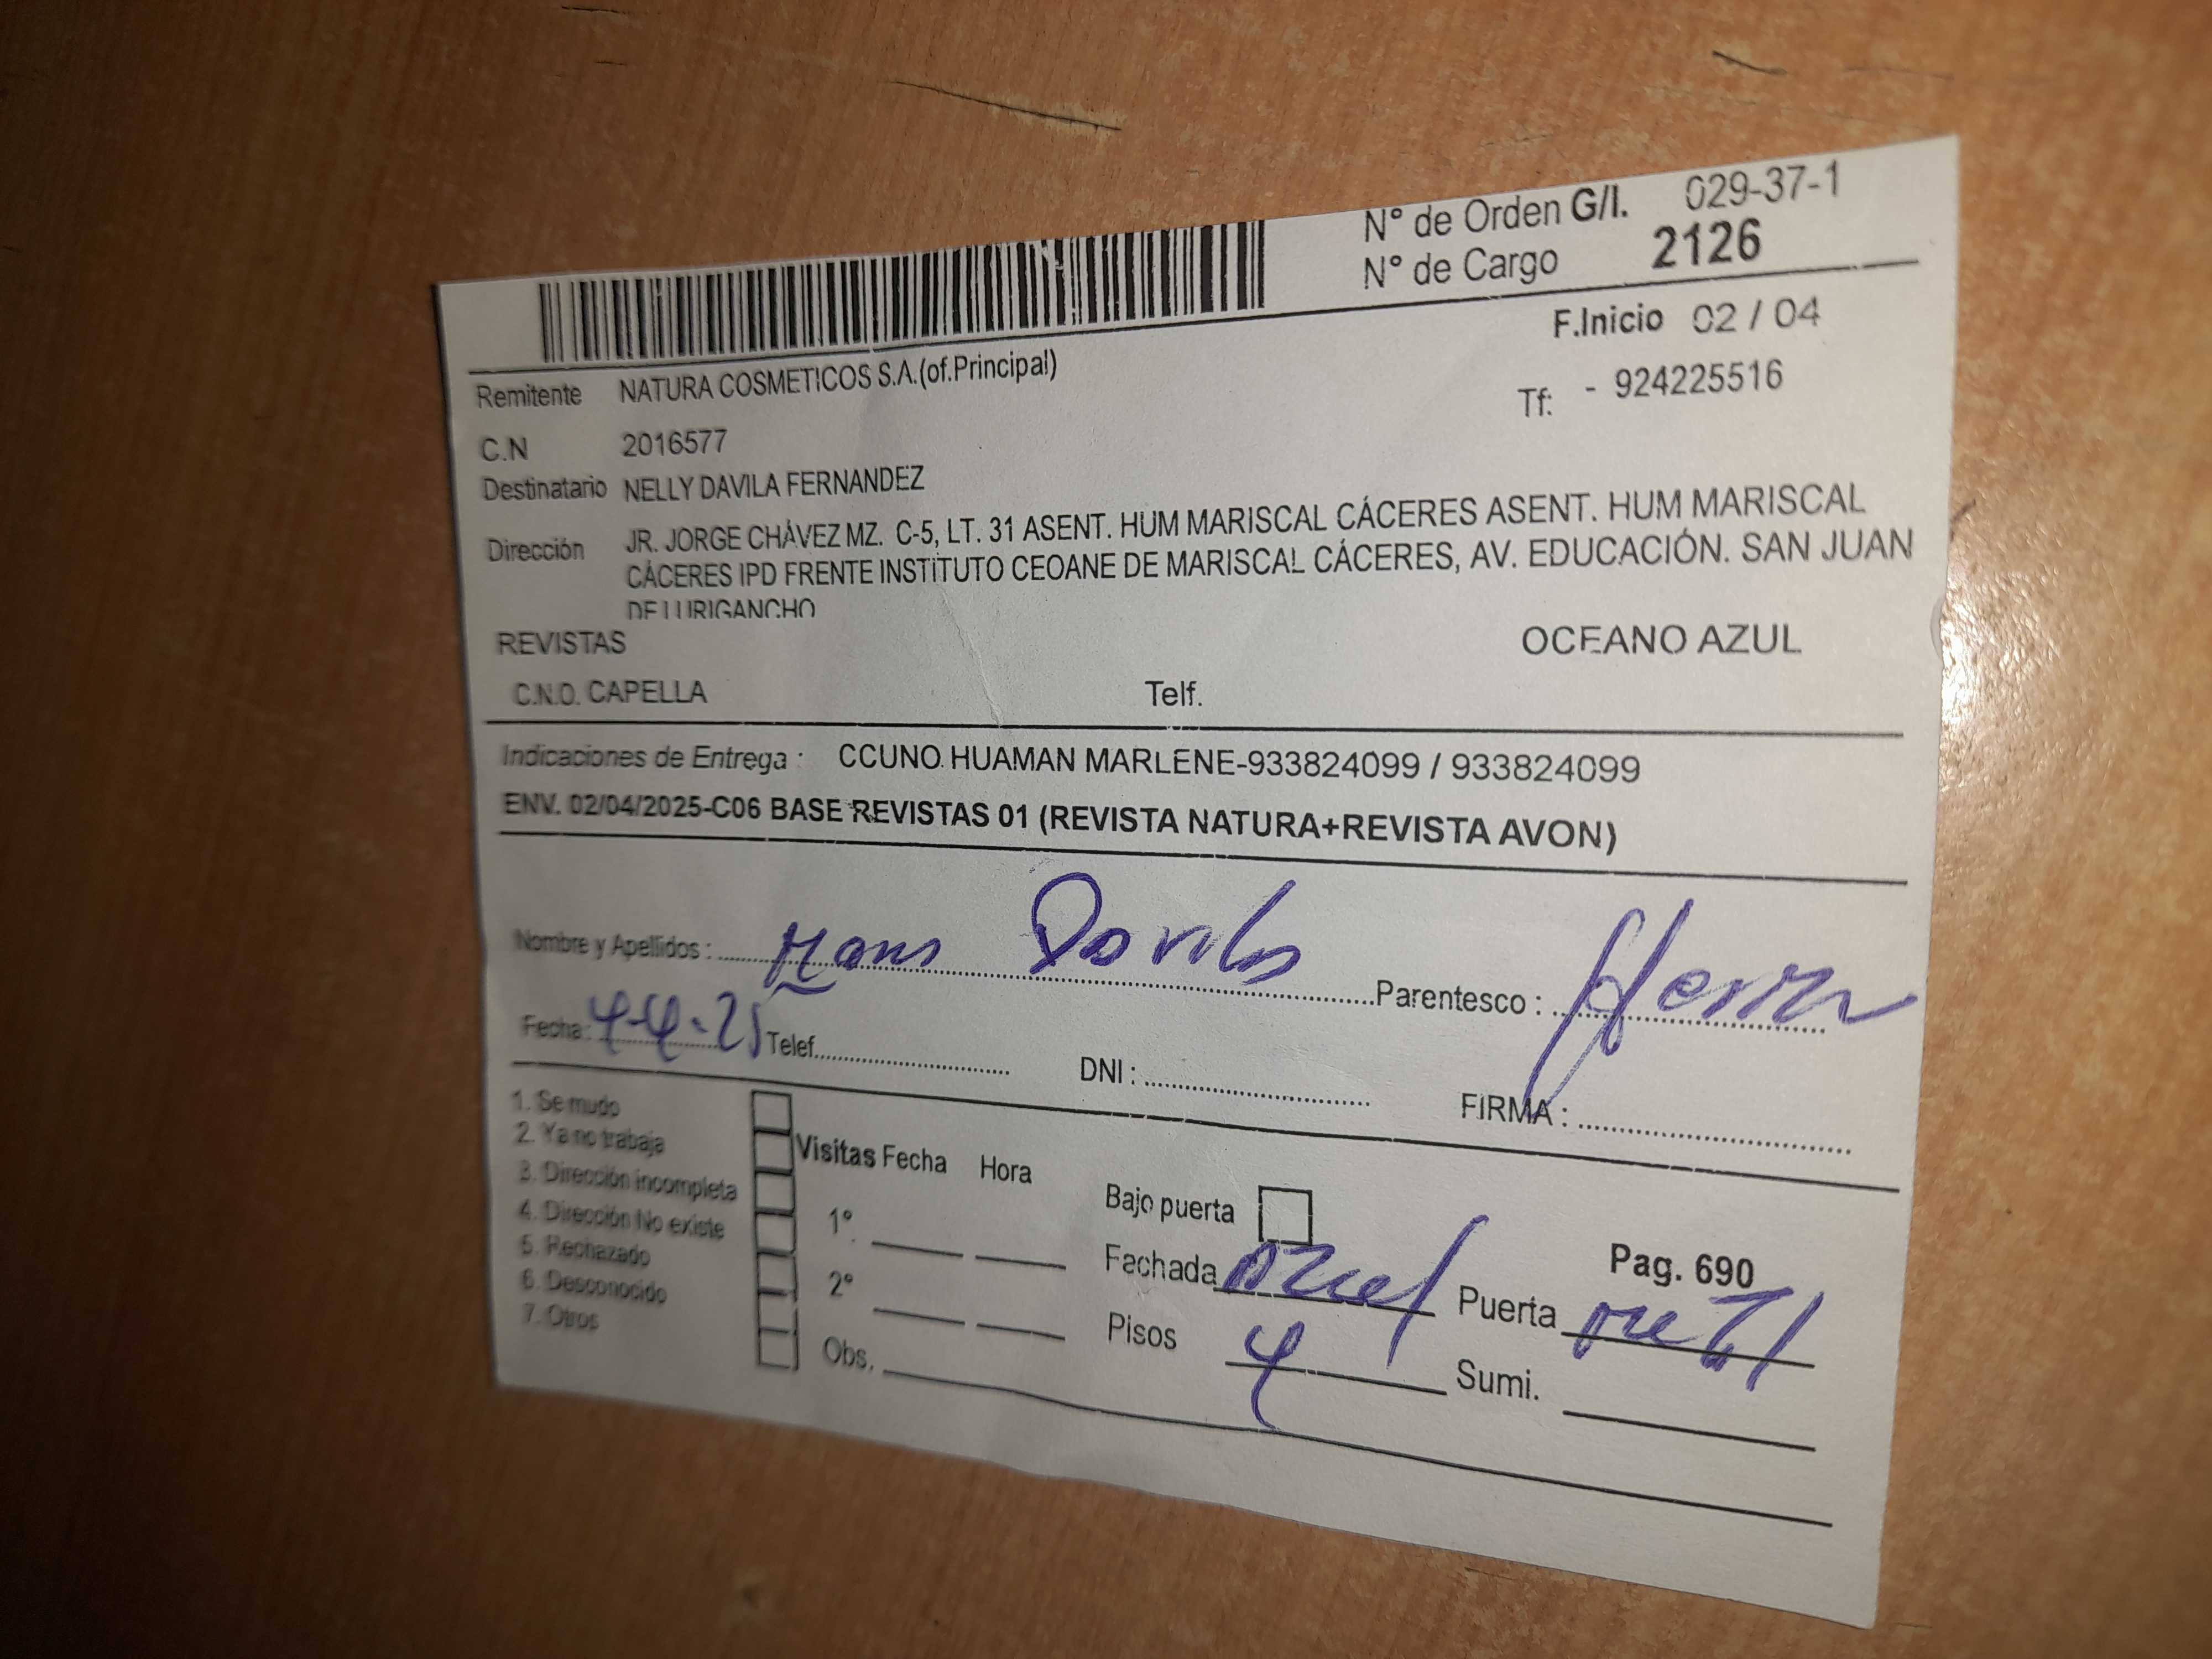 N° de Orden G/I. 029-37-1
N° de Cargo 2126
F.Inicio 02 / 04
Remitente NATURA COSMETICOS S.A.(of.Principal)
Tf: - 924225516
C.N 2016577
Destinatario NELLY DAVILA FERNANDEZ
Dirección JR. JORGE CHÁVEZ MZ. C-5, LT. 31 ASENT. HUM MARISCAL CÁCERES ASENT. HUM MARISCAL
CÁCERES IPD FRENTE INSTITUTO CEOANE DE MARISCAL CÁCERES, AV. EDUCACIÓN. SAN JUAN
DE LURIGANCHO
REVISTAS OCEANO AZUL
C.N.O. CAPELLA Telf.
Indicaciones de Entrega : CCUNO HUAMAN MARLENE-933824099 / 933824099
ENV. 02/04/2025-C06 BASE REVISTAS 01 (REVISTA NATURA+REVISTA AVON)
Nombre y Apellidos : Hans Davila Parentesco :
Fecha: 4-4-25 Telef. DNI : FIRMA :
1. Se mudo
2. Ya no trabaja
3. Dirección incompleta
4. Dirección No existe
5. Rechazado
6. Desconocido
7. Otros
Visitas Fecha Hora
1°
2°
Obs.
Bajo puerta
Pag. 690
Fachada Azul Puerta metl
Pisos 4 Sumi.